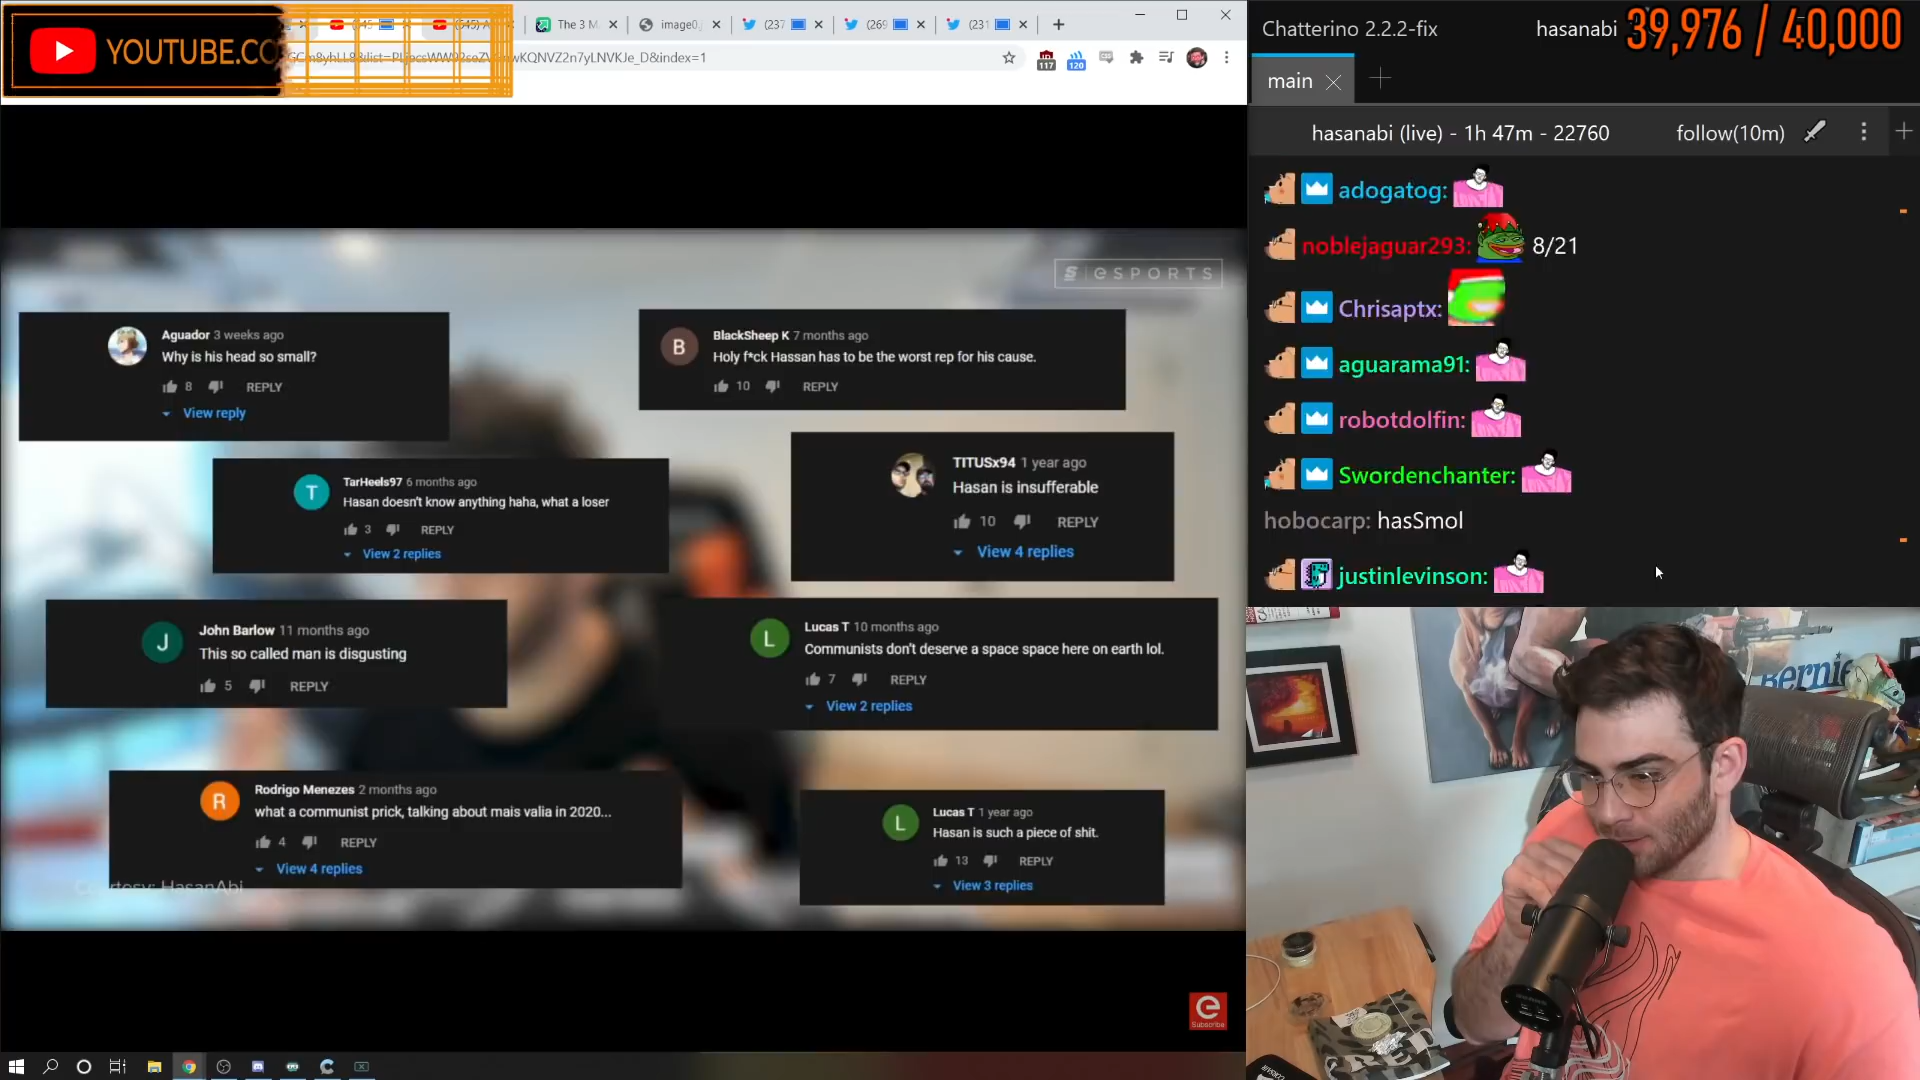 YOUTUBE.CO
The 3 M
image0.j
(237
(269
(231
wKQNVZ2n7yLNVKJe_D&index=1
117
120
Chatterino 2.2.2-fix
hasanabi
39,976 / 40,000
main
hasanabi (live) - 1h 47m - 22760
follow(10m)
adogatog:
noblejaguar293: 8/21
Chrisaptx:
aguarama91:
robotdolfin:
Swordenchanter:
hobocarp: hasSmol
justinlevinson:
eSPORTS
Aguador 3 weeks ago
Why is his head so small?
8 REPLY
View reply
BlackSheep K 7 months ago
Holy f*ck Hassan has to be the worst rep for his cause.
10 REPLY
TarHeels97 6 months ago
Hasan doesn't know anything haha, what a loser
3 REPLY
View 2 replies
TITUSx94 1 year ago
Hasan is insufferable
10 REPLY
View 4 replies
John Barlow 11 months ago
This so called man is disgusting
5 REPLY
Lucas T 10 months ago
Communists don't deserve a space space here on earth lol.
7 REPLY
View 2 replies
Rodrigo Menezes 2 months ago
what a communist prick, talking about mais valia in 2020...
4 REPLY
View 4 replies
Lucas T 1 year ago
Hasan is such a piece of shit.
13 REPLY
View 3 replies
Courtesy: HasanAbi
Subscribe
Bernie